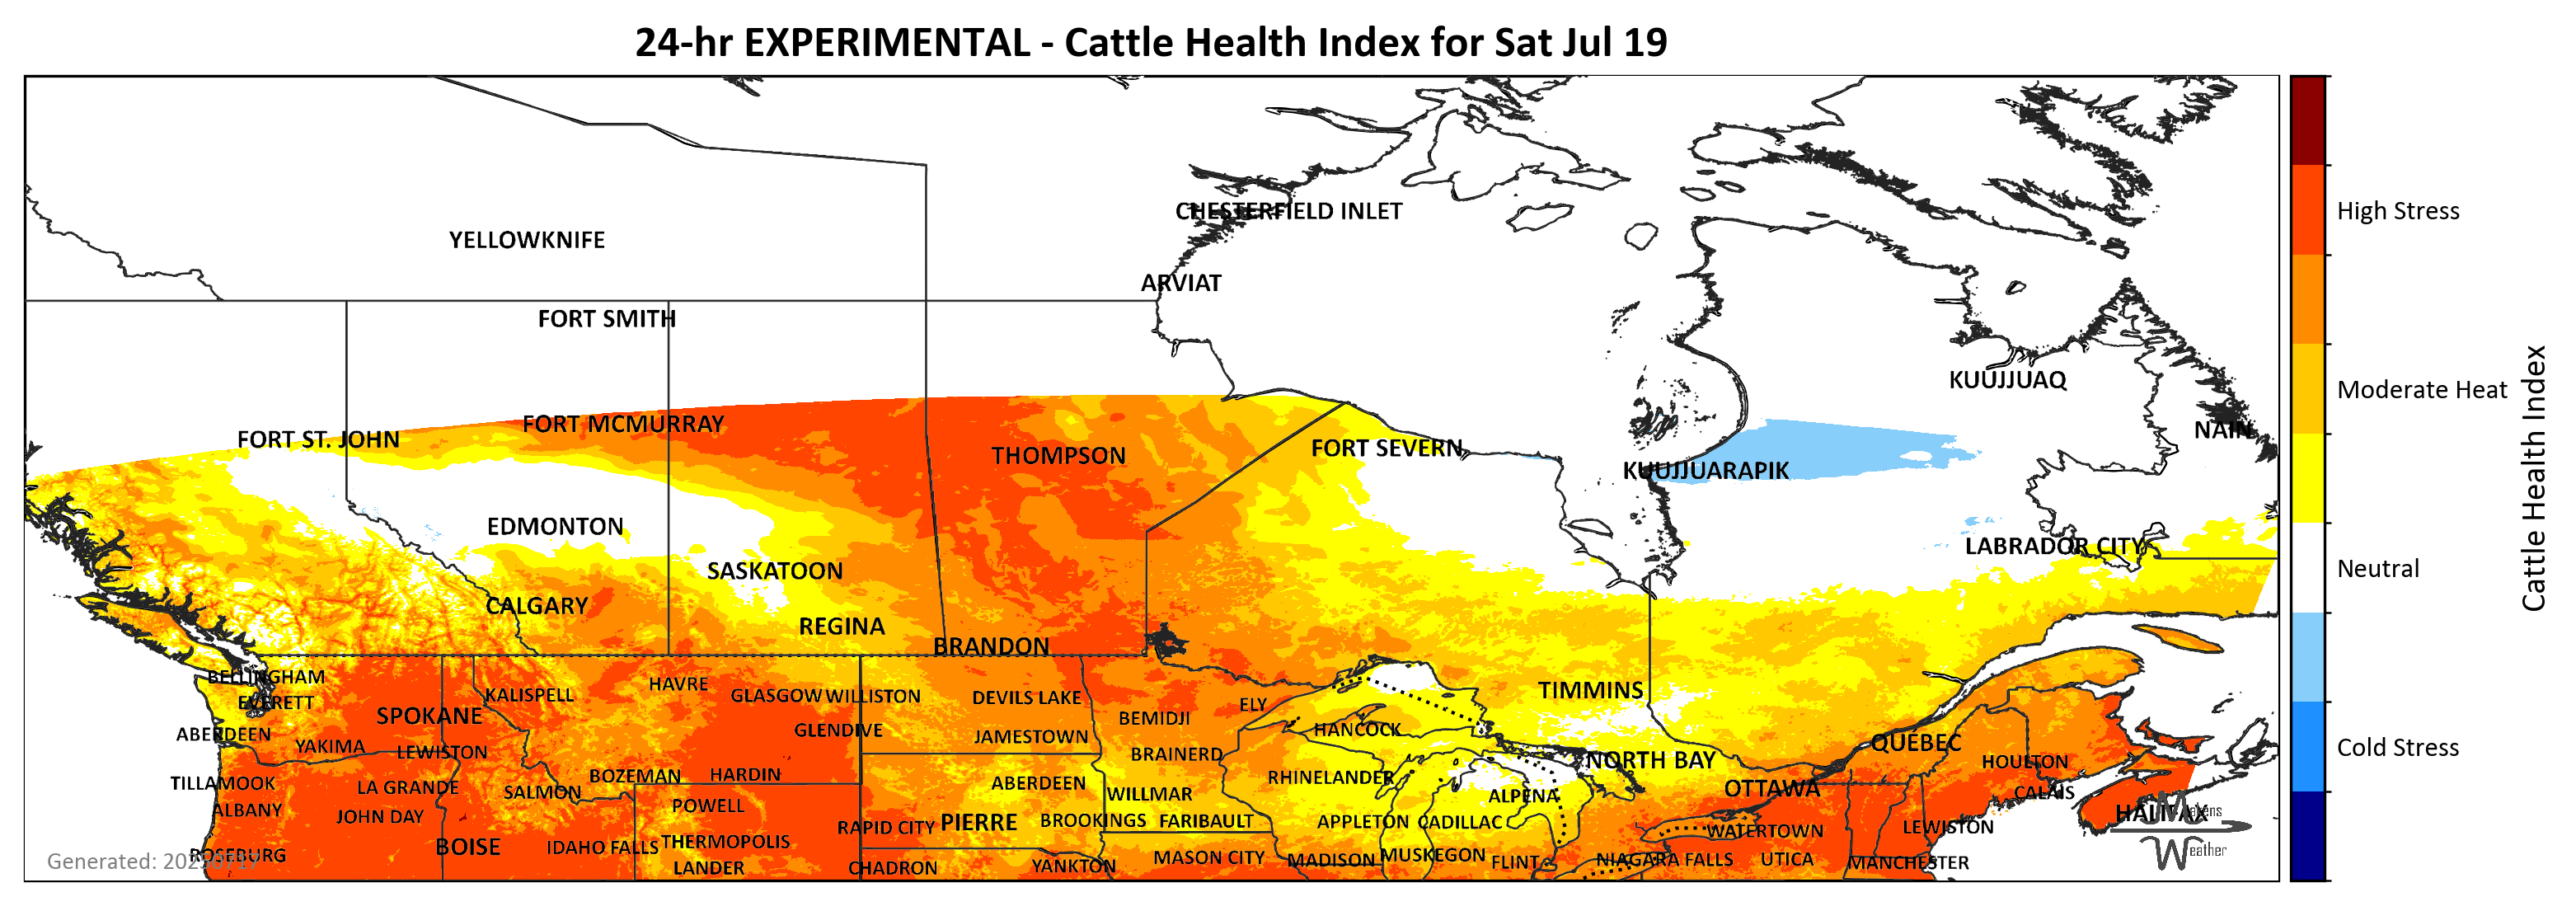 24-hr EXPERIMENTAL - Cattle Health Index for Sat Jul 19
CHESTERFIELD INLET
High Stress
YELLOWKNIFE
ARVIAT
FORT SMITH
KUUJJUAQ
Moderate Heat
FORT MCMURRAY
NAIN
FORT ST. JOHN
FORT SEVERN
THOMPSON
KUUJJUARAPIK
Cattle Health Index
EDMONTON
LABRADOR CITY
SASKATOON
Neutral
CALGARY
REGINA
BRANDON
BELLINGHAM
HAVRE
KALISPELL
GLASGOW
WILLISTON
DEVILS LAKE
TIMMINS
EVERETT
ELY
SPOKANE
BEMIDJI
GLENDIVE
HANCOCK
ABERDEEN
JAMESTOWN
QUEBEC
YAKIMA
LEWISTON
BRAINERD
Cold Stress
NORTH BAY
HOULTON
BOZEMAN
HARDIN
RHINELANDER
TILLAMOOK
LA GRANDE
ABERDEEN
OTTAWA
SALMON
WILLMAR
ALPENA
CALAIS
ALBANY
POWELL
JOHN DAY
HALIFAX
Makens
RAPID CITY
PIERRE
BROOKINGS
FARIBAULT
APPLETON
CADILLAC
WATERTOWN
LEWISTON
BOISE
IDAHO FALLS
THERMOPOLIS
Weather
ROSEBURG
Generated: 20250717
MASON CITY
MADISON
MUSKEGON
FLINT
NIAGARA FALLS
UTICA
MANCHESTER
LANDER
CHADRON
YANKTON